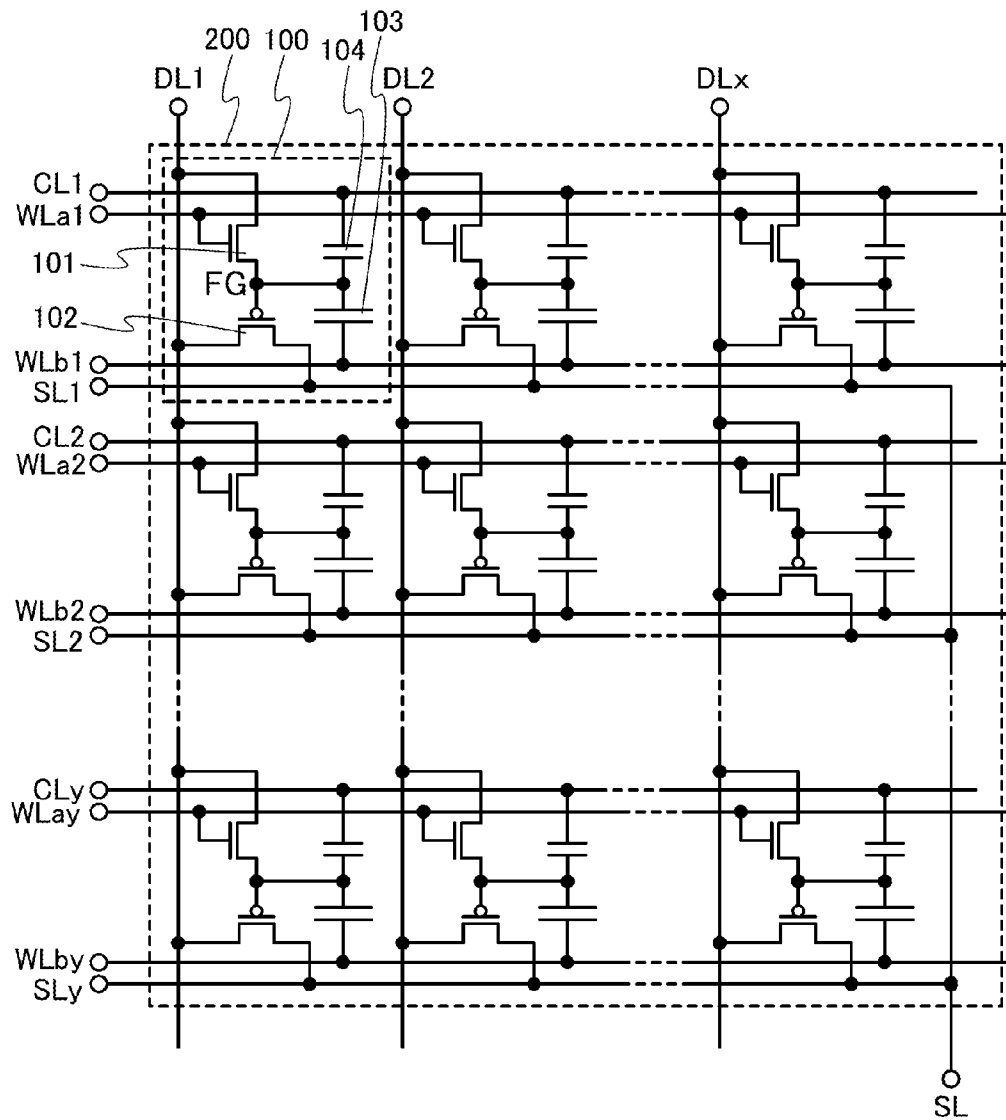 200 100 104 103
DL1 DL2 DLx
CL1
WLa1
101
FG
102
WLb1
SL1
CL2
WLa2
WLb2
SL2
CLy
WLay
WLby
SLy
SL